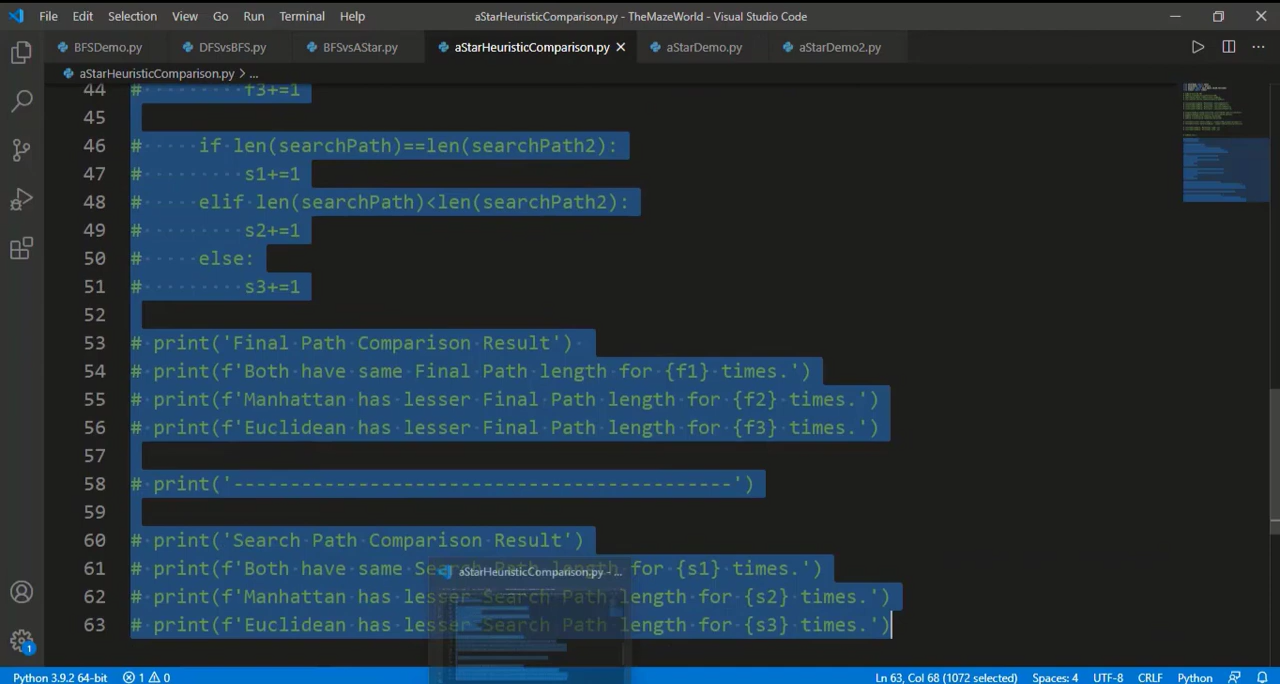 File Edit Selection View Go Run Terminal Help aStarHeuristicComparison.py - TheMazeWorld - Visual Studio Code
BFSDemo.py DFSvsBFS.py BFSvsAStar.py aStarHeuristicComparison.py aStarDemo.py aStarDemo2.py
aStarHeuristicComparison.py > ...
44 #         f3+=1
45
46 #     if len(searchPath)==len(searchPath2):
47 #         s1+=1
48 #     elif len(searchPath)<len(searchPath2):
49 #         s2+=1
50 #     else:
51 #         s3+=1
52
53 # print('Final Path Comparison Result')
54 # print(f'Both have same Final Path length for {f1} times.')
55 # print(f'Manhattan has lesser Final Path length for {f2} times.')
56 # print(f'Euclidean has lesser Final Path length for {f3} times.')
57
58 # print('--------------------------------------------')
59
60 # print('Search Path Comparison Result')
61 # print(f'Both have same Search Path length for {s1} times.')
62 # print(f'Manhattan has lesser Search Path length for {s2} times.')
63 # print(f'Euclidean has lesser Search Path length for {s3} times.')
aStarHeuristicComparison.py - ...
1
Python 3.9.2 64-bit 1 0 Ln 63, Col 68 (1072 selected) Spaces: 4 UTF-8 CRLF Python